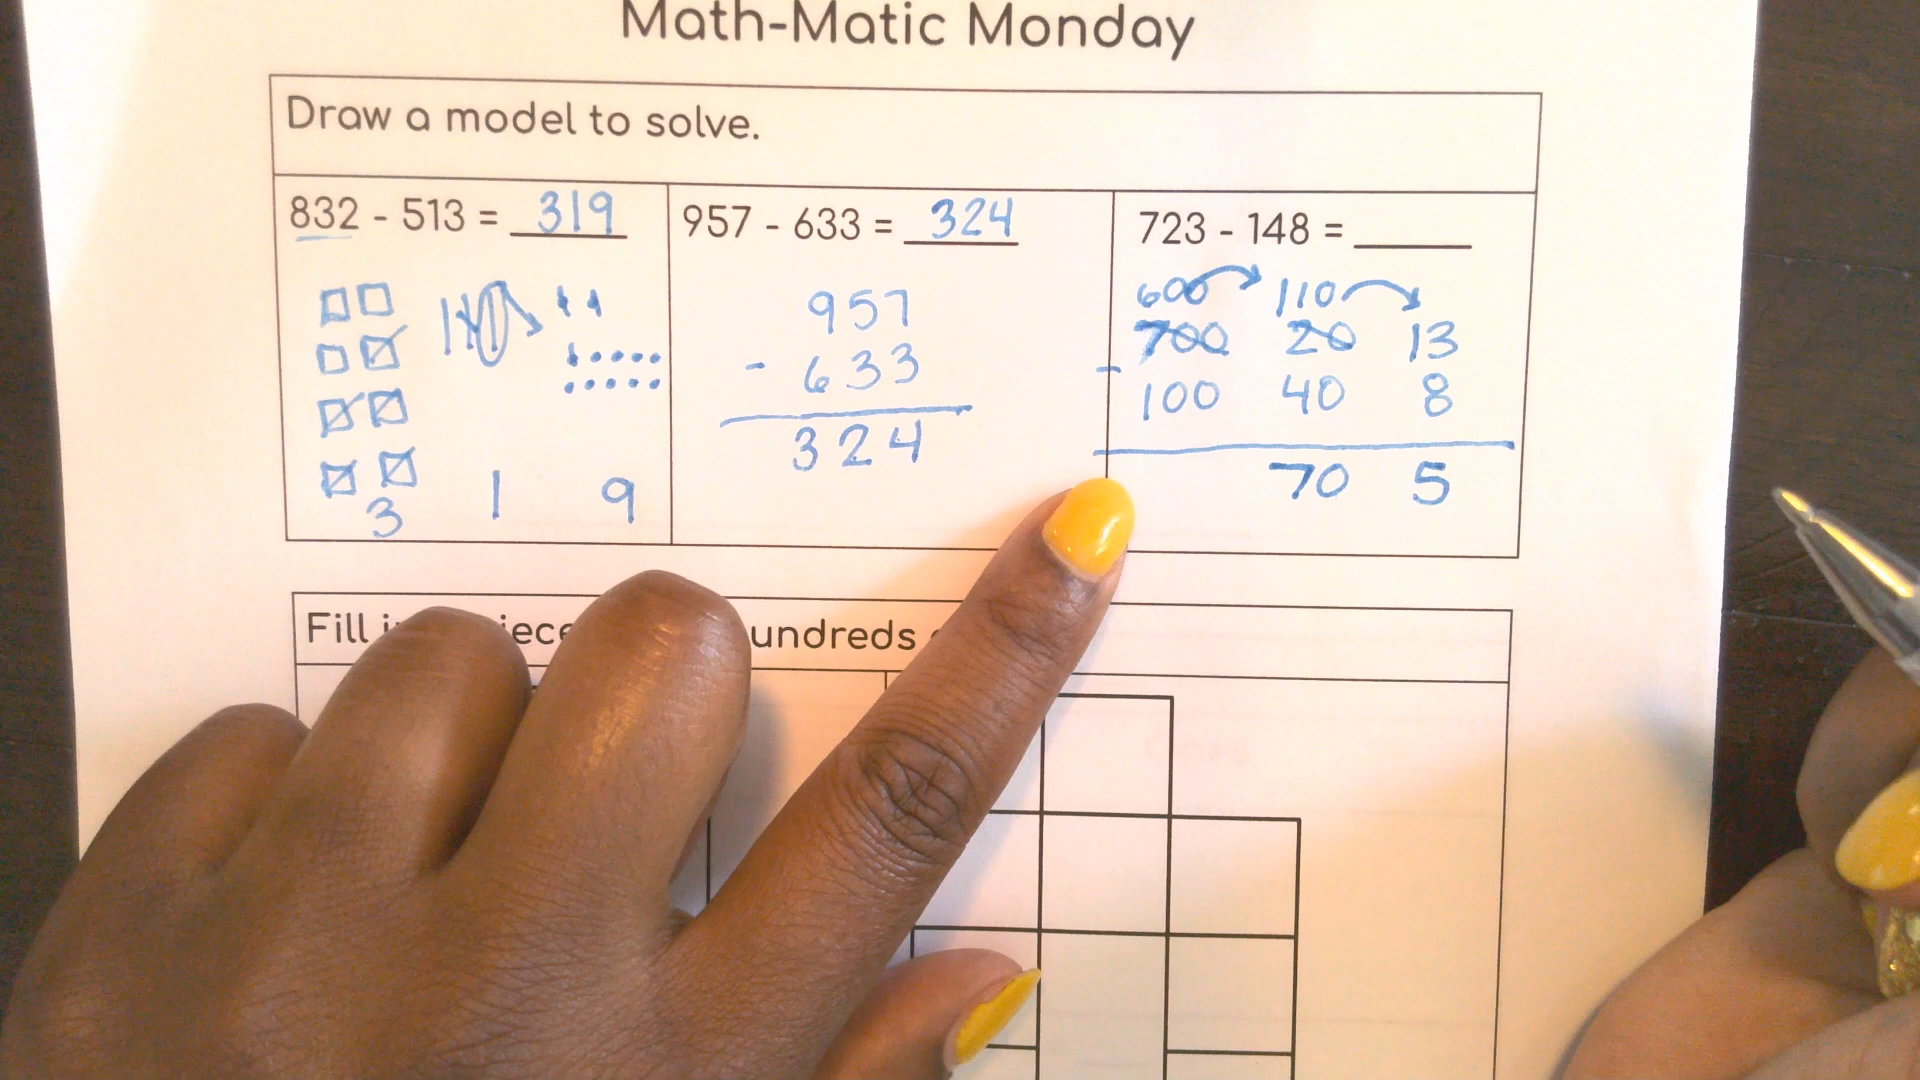 Math-Matic Monday
Draw a model to solve.
832 - 513 = 319
3 1 9
957 - 633 = 324
957
- 633
324
723 - 148 = ______
600 110
700 20 13
- 100 40 8
70 5
Fill undreds